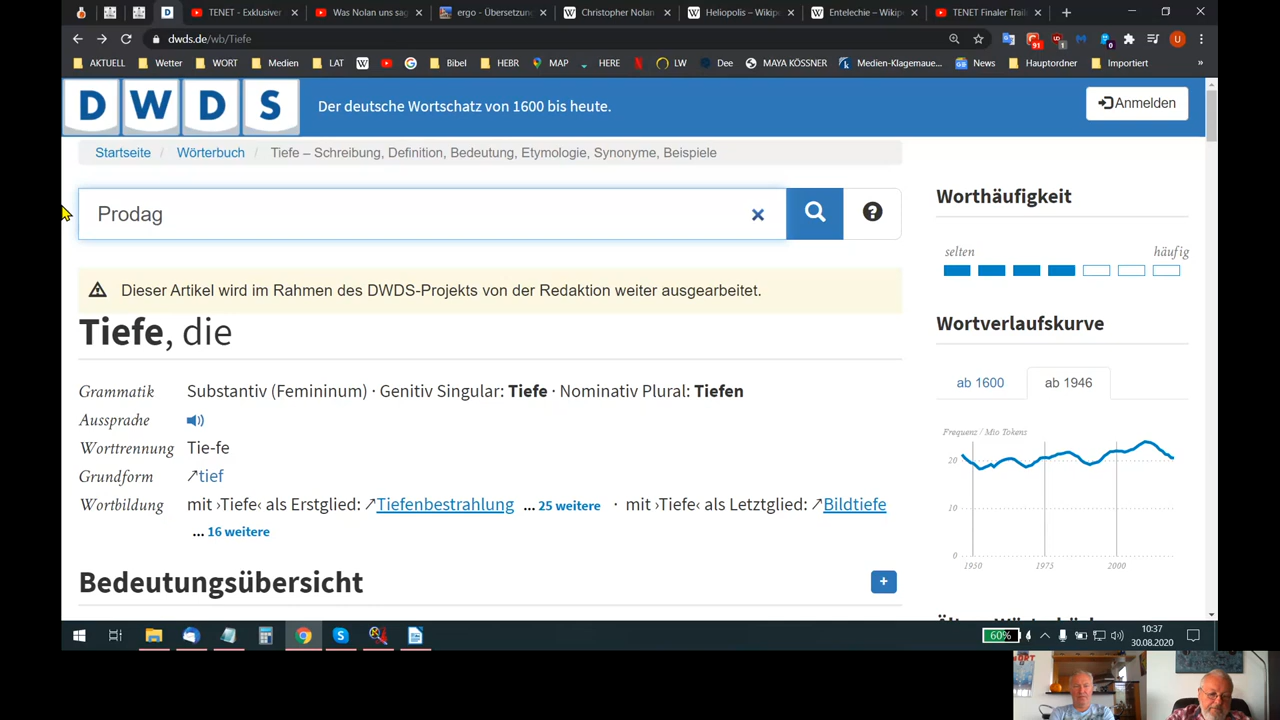 TENET - Exklusiver
Was Nolan uns sag
ergo - Übersetzung
Christopher Nolan
Heliopolis – Wikip
Entelechie – Wikipe
TENET Finaler Traile
dwds.de/wb/Tiefe
91
1
0
U
AKTUELL
Wetter
WORT
Medien
LAT
Bibel
HEBR
MAP
HERE
LW
Dee
MAYA KÖSSNER
Medien-Klagemaue...
News
Hauptordner
Importiert
»
D W D S
Der deutsche Wortschatz von 1600 bis heute.
Anmelden
Startseite / Wörterbuch / Tiefe – Schreibung, Definition, Bedeutung, Etymologie, Synonyme, Beispiele
Prodag
Dieser Artikel wird im Rahmen des DWDS-Projekts von der Redaktion weiter ausgearbeitet.
Tiefe, die
Grammatik Substantiv (Femininum) · Genitiv Singular: Tiefe · Nominativ Plural: Tiefen
Aussprache
Worttrennung Tie-fe
Grundform ↗tief
Wortbildung mit ›Tiefe‹ als Erstglied: ↗Tiefenbestrahlung ... 25 weitere · mit ›Tiefe‹ als Letztglied: ↗Bildtiefe
... 16 weitere
Bedeutungsübersicht
+
Worthäufigkeit
selten häufig
Wortverlaufskurve
ab 1600 ab 1946
Frequenz / Mio Tokens
20
10
0
1950 1975 2000
60%
10:37
30.08.2020